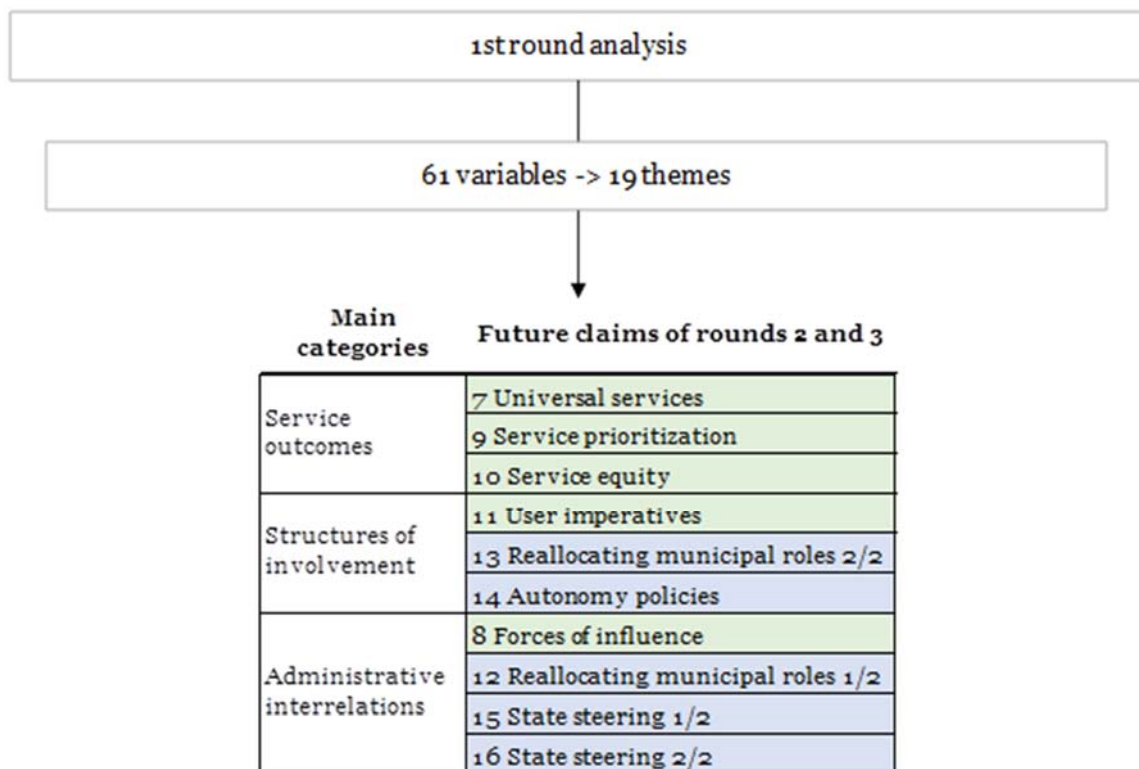 1st round analysis
61 variables -> 19 themes
Main
categories
Future claims of rounds 2 and 3
Service
outcomes
7 Universal services
9 Service prioritization
10 Service equity
Structures of
involvement
11 User imperatives
13 Reallocating municipal roles 2/2
14 Autonomy policies
Administrative
interrelations
8 Forces of influence
12 Reallocating municipal roles 1/2
15 State steering 1/2
16 State steering 2/2